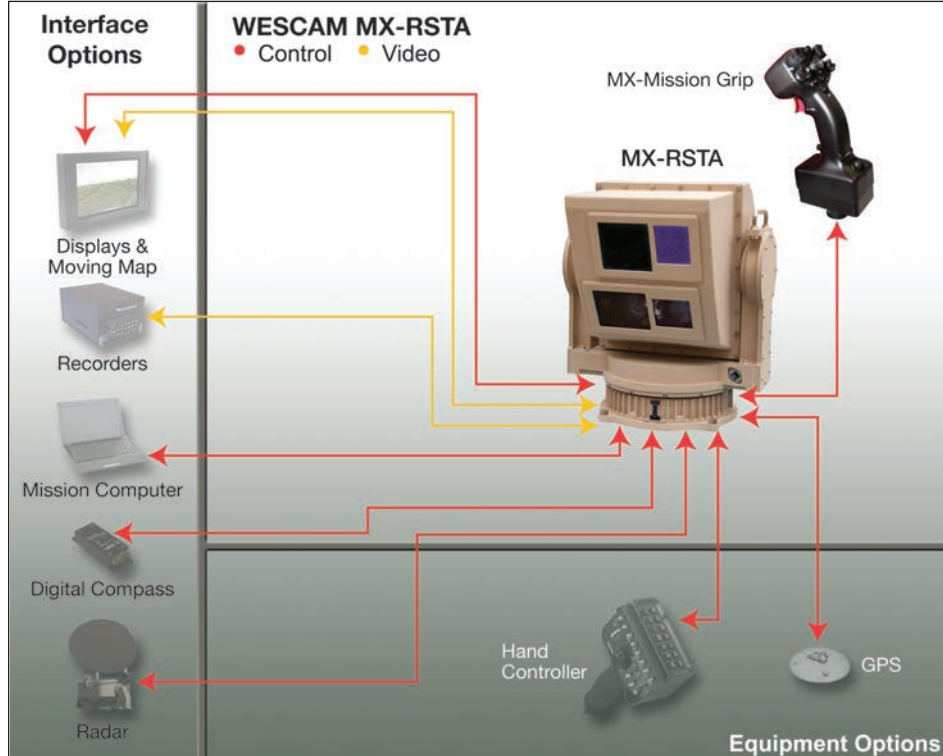 Interface
Options
WESCAM MX-RSTA
Control
Video
MX-Mission Grip
MX-RSTA
Displays &
Moving Map
Recorders
Mission Computer
Digital Compass
Radar
Hand
Controller
GPS
Equipment Options